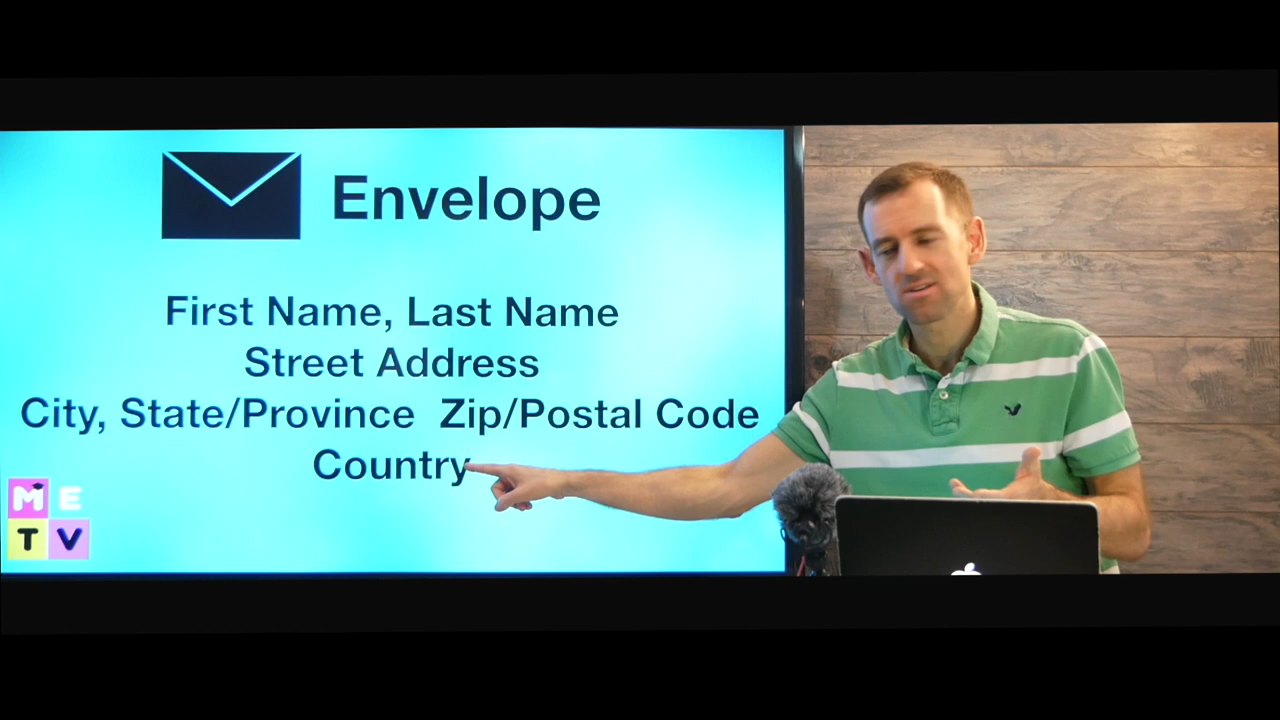 Envelope
First Name, Last Name
Street Address
City, State/Province Zip/Postal Code
Country
M E
T V